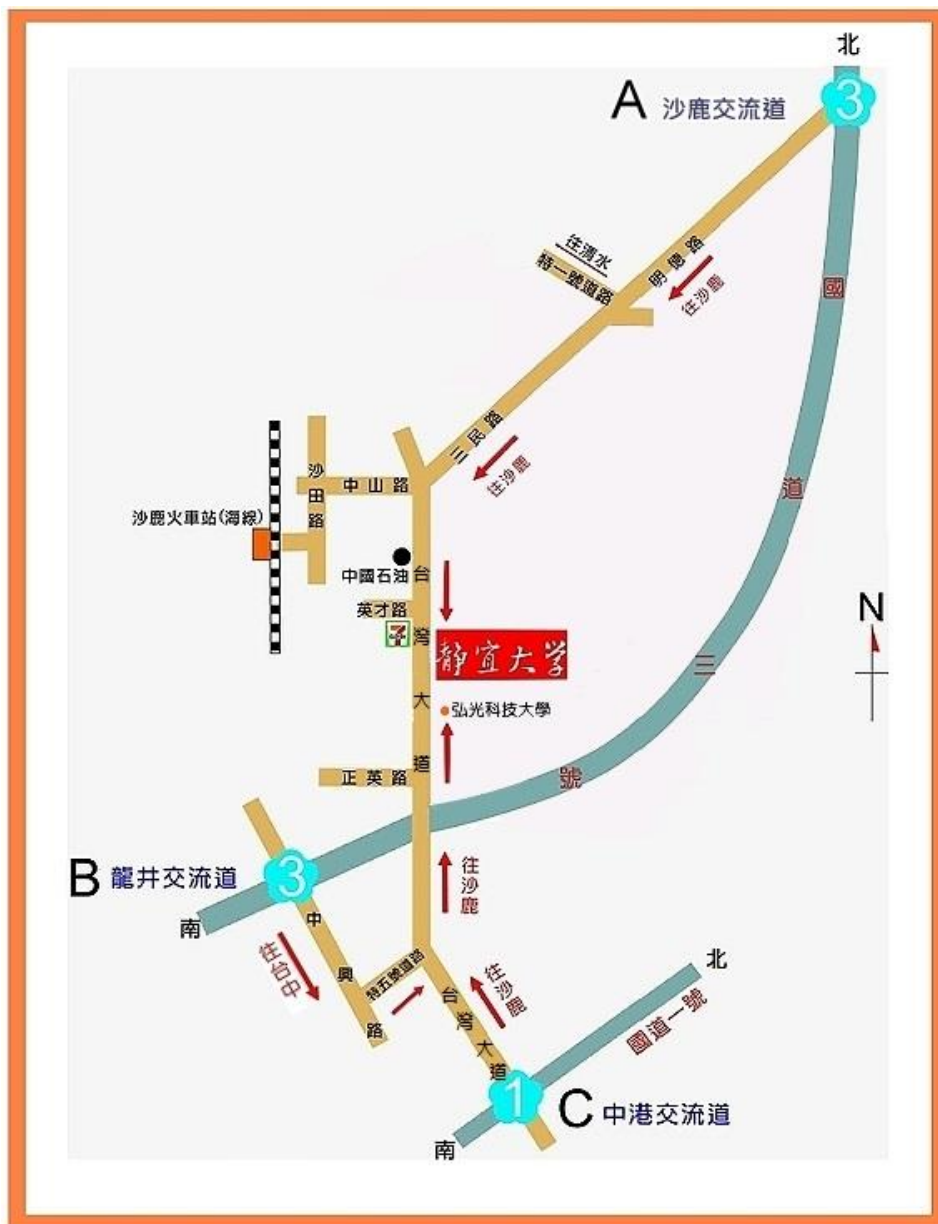 北
3
A 沙鹿交流道
往清水
特一號道路
明德路
往沙鹿
國道三號
三民路
往沙鹿
沙田路
中山路
沙鹿火車站(海線)
中國石油
台灣大道
英才路
7
靜宜大学
N
弘光科技大學
正英路
B 龍井交流道
3
南
中興路
往台中
往沙鹿
特五號道路
往沙鹿
台灣大道
北
國道一號
1
C 中港交流道
南